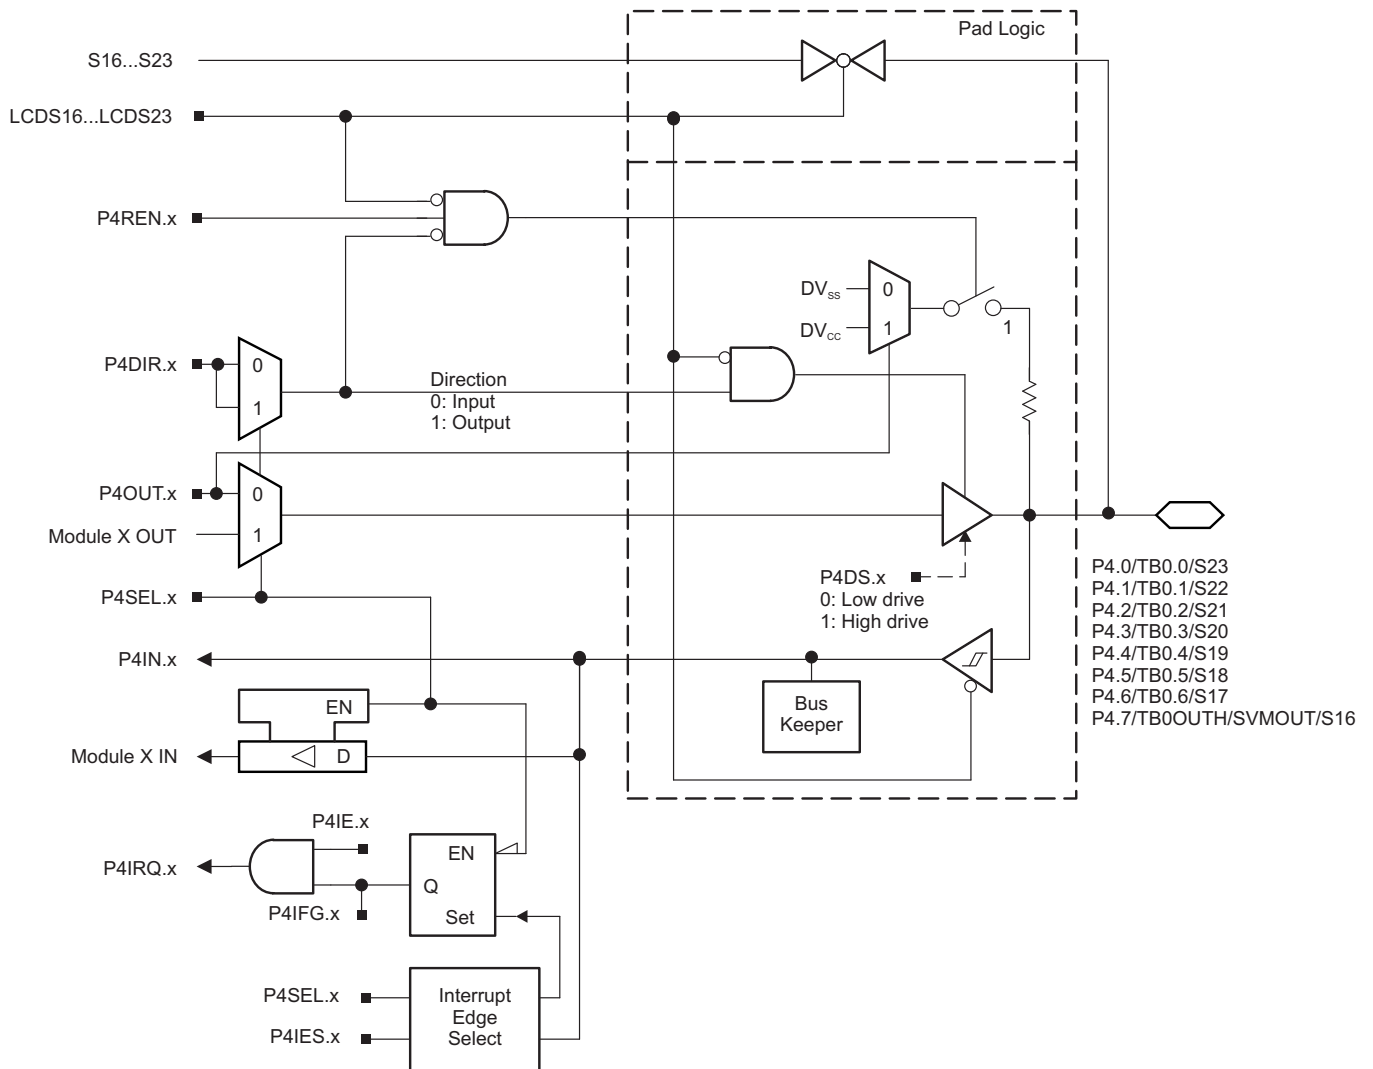 Pad Logic
S16...S23
LCDS16...LCDS23
P4REN.x
DVSS
0
DVCC
1
1
P4DIR.x
0
1
Direction
0: Input
1: Output
P4OUT.x
0
Module X OUT
1
P4DS.x
0: Low drive
1: High drive
P4SEL.x
P4.0/TB0.0/S23
P4.1/TB0.1/S22
P4.2/TB0.2/S21
P4.3/TB0.3/S20
P4.4/TB0.4/S19
P4.5/TB0.5/S18
P4.6/TB0.6/S17
P4.7/TB0OUTH/SVMOUT/S16
P4IN.x
Bus
Keeper
EN
Module X IN
D
P4IE.x
EN
P4IRQ.x
Q
P4IFG.x
Set
P4SEL.x
P4IES.x
Interrupt
Edge
Select